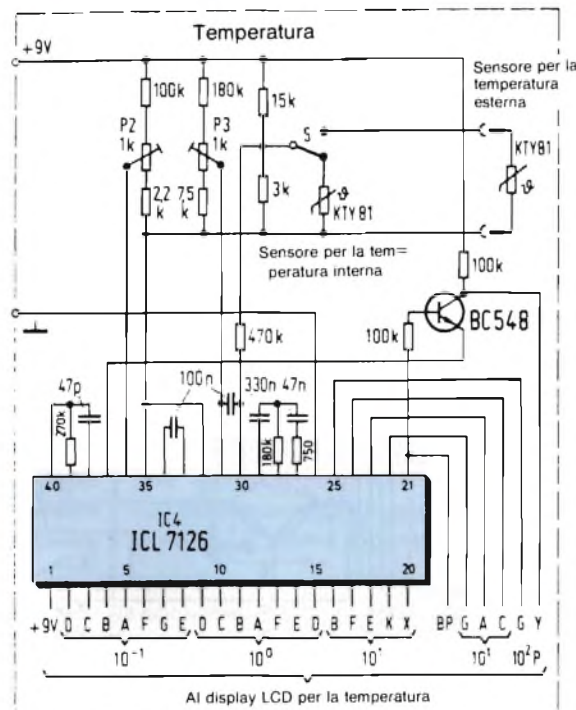 Temperatura
+9V
Sensore per la
temperatura
esterna
100k 180k 15k
P2 P3 S
1k 1k
KTY81
ϑ
2,2 7,5 3k ϑ
k k KTY81
Sensore per la tem=
peratura interna
100k
BC548
100k
470k
47p 100n 330n 47n
270k 180k 750
40 35 30 25 21
IC4
ICL 7126
1 5 10 15 20
+9V D C B A F G E D C B A F E D B F E K X BP G A C G Y
10⁻¹ 10⁰ 10¹ 10¹ 10²P
Al display LCD per la temperatura